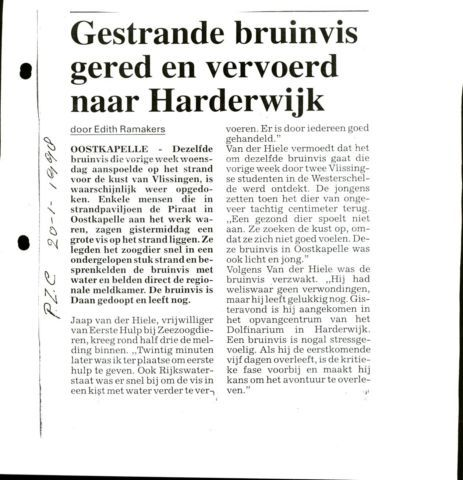 Gestrande bruinvis
gered en vervoerd
naar Harderwijk
door Edith Ramakers
OOSTKAPELLE - Dezelfde
bruinvis die vorige week woens-
dag aanspoelde op het strand
voor de kust van Vlissingen, is
waarschijnlijk weer opgedo-
ken. Enkele mensen die in
strandpaviljoen de Piraat in
Oostkapelle aan het werk wa-
ren, zagen gistermiddag een
grote vis op het strand liggen. Ze
legden het zoogdier snel in een
ondergelopen stuk strand en be-
sprenkelden de bruinvis met
water en belden direct de regio-
nale meldkamer. De bruinvis is
Daan gedoopt en leeft nog.
Jaap van der Hiele, vrijwilliger
van Eerste Hulp bij Zeezoogdie-
ren, kreeg rond half drie de mel-
ding binnen. „Twintig minuten
later was ik ter plaatse om eerste
hulp te geven. Ook Rijkswater-
staat was er snel bij om de vis in
een kist met water verder te ver-
voeren. Er is door iedereen goed
gehandeld."
Van der Hiele vermoedt dat het
om dezelfde bruinvis gaat die
vorige week door twee Vlissing-
se studenten in de Westerschel-
de werd ontdekt. De jongens
zetten toen het dier van onge-
veer tachtig centimeter terug.
„Een gezond dier spoelt niet
aan. Ze zoeken de kust op, om-
dat ze zich niet goed voelen. De-
ze bruinvis in Oostkapelle was
ook licht en jong."
Volgens Van der Hiele was de
bruinvis verzwakt. „Hij had
weliswaar geen verwondingen,
maar hij leeft gelukkig nog. Gis-
teravond is hij aangekomen in
het opvangcentrum van het
Dolfinarium in Harderwijk.
Een bruinvis is nogal stressge-
voelig. Als hij de eerstkomende
vijf dagen overleeft, is de kritie-
ke fase voorbij en maakt hij
kans om het avontuur te overle-
ven."
PZC 20-1-1998